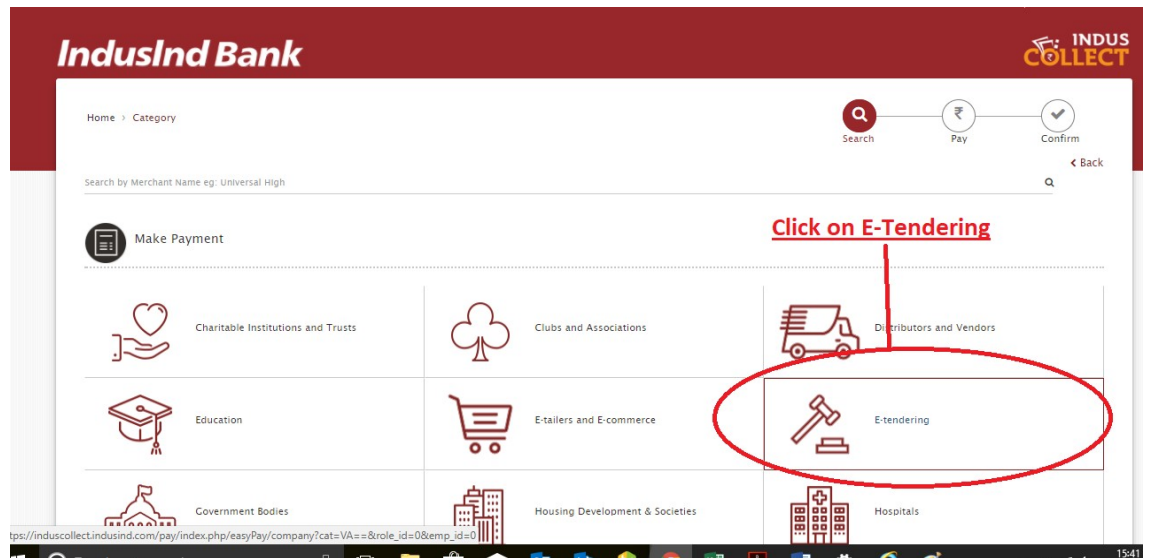 IndusInd Bank
INDUS
COLLECT
Home > Category
Search
Pay
Confirm
< Back
Search by Merchant Name eg: Universal High
Make Payment
Click on E-Tendering
Charitable Institutions and Trusts
Clubs and Associations
Distributors and Vendors
Education
E-tailers and E-commerce
E-tendering
Government Bodies
Housing Development & Societies
Hospitals
tps://induscollect.indusind.com/pay/index.php/easyPay/company?cat=VA==&role_id=0&emp_id=0
15:41